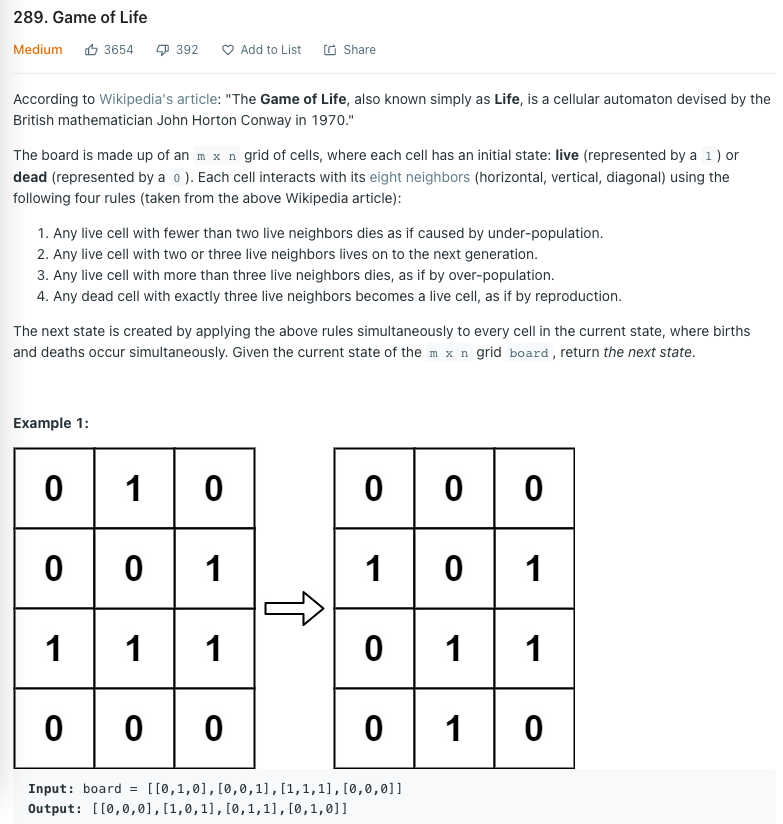 289. Game of Life
Medium 3654 392 Add to List Share
According to Wikipedia's article: "The Game of Life, also known simply as Life, is a cellular automaton devised by the
British mathematician John Horton Conway in 1970."
The board is made up of an m x n grid of cells, where each cell has an initial state: live (represented by a 1 ) or
dead (represented by a 0 ). Each cell interacts with its eight neighbors (horizontal, vertical, diagonal) using the
following four rules (taken from the above Wikipedia article):
1. Any live cell with fewer than two live neighbors dies as if caused by under-population.
2. Any live cell with two or three live neighbors lives on to the next generation.
3. Any live cell with more than three live neighbors dies, as if by over-population.
4. Any dead cell with exactly three live neighbors becomes a live cell, as if by reproduction.
The next state is created by applying the above rules simultaneously to every cell in the current state, where births
and deaths occur simultaneously. Given the current state of the m x n grid board , return the next state.
Example 1:
0 1 0 0 0 0
0 0 1 1 0 1
1 1 1 0 1 1
0 0 0 0 1 0
Input: board = [[0,1,0],[0,0,1],[1,1,1],[0,0,0]]
Output: [[0,0,0],[1,0,1],[0,1,1],[0,1,0]]